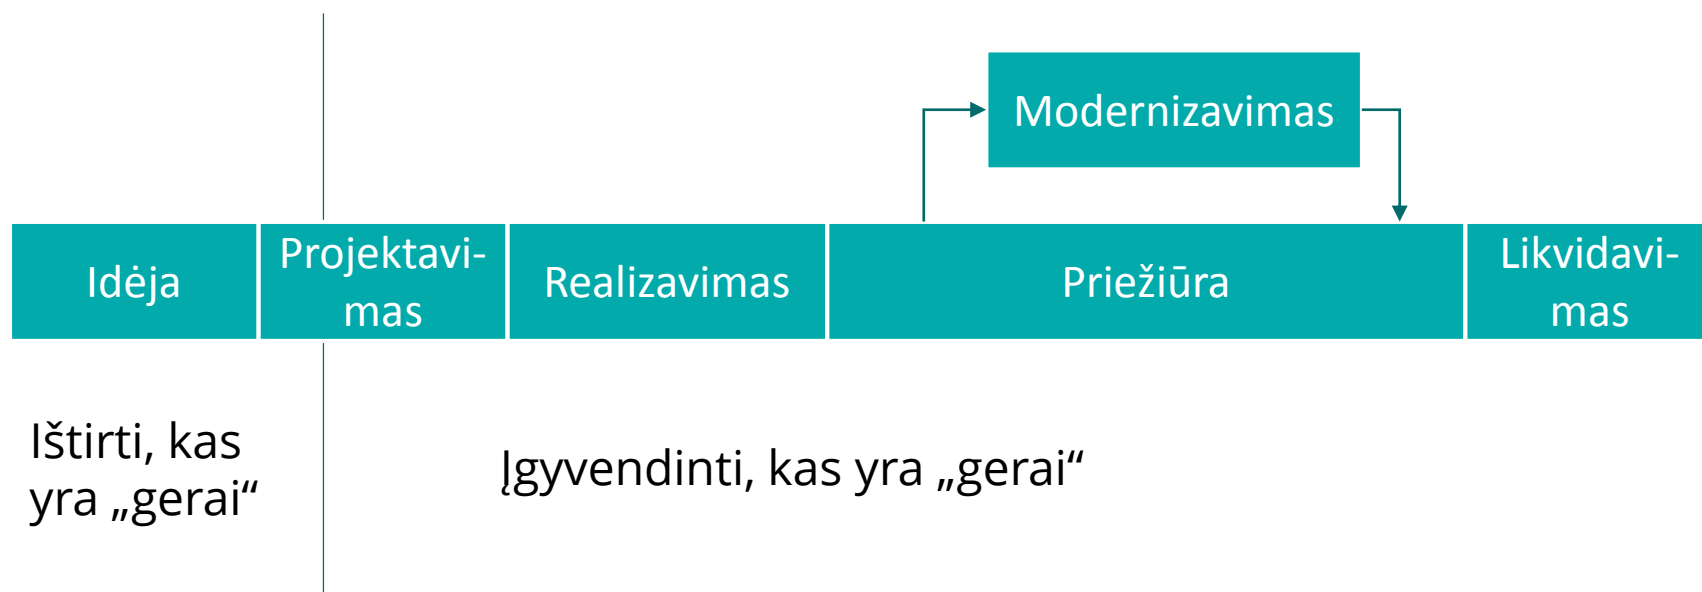 Modernizavimas
Idėja
Projektavi-
mas
Realizavimas
Priežiūra
Likvidavi-
mas
Ištirti, kas
yra „gerai“
Įgyvendinti, kas yra „gerai“